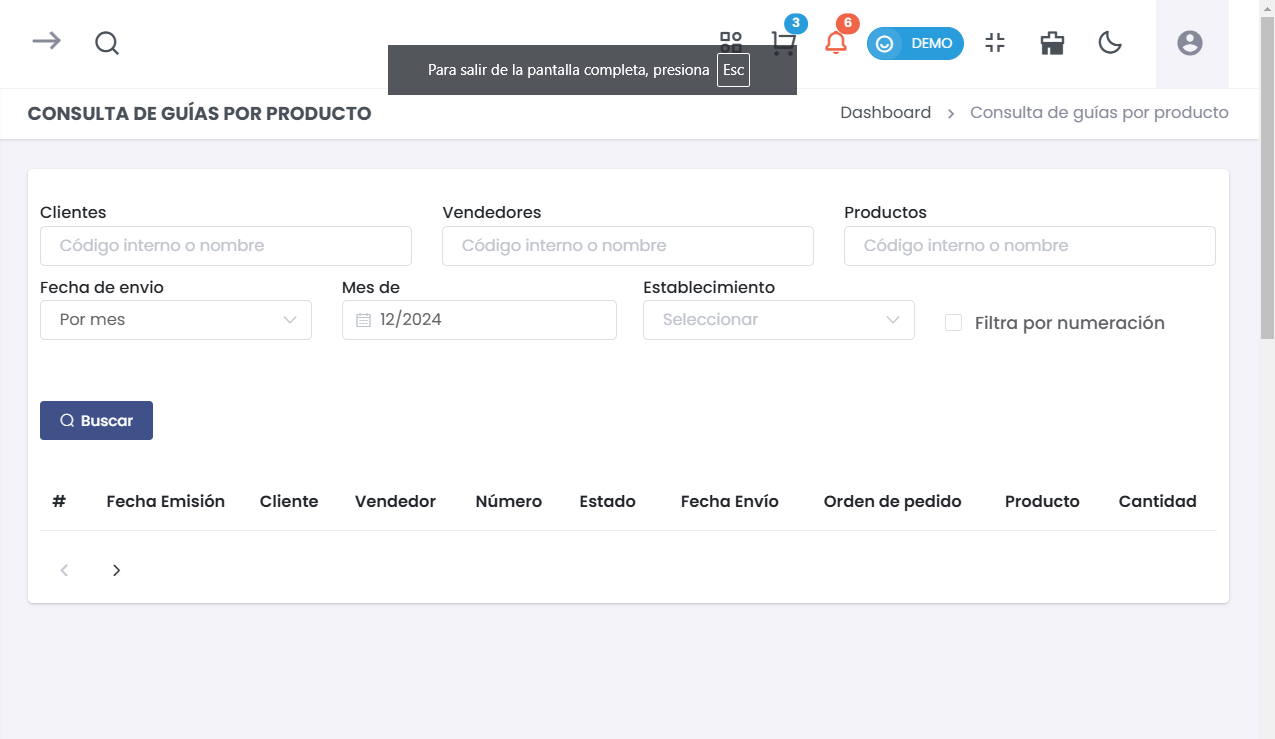 3
6
DEMO
Para salir de la pantalla completa, presiona Esc
CONSULTA DE GUÍAS POR PRODUCTO
Dashboard > Consulta de guías por producto
Clientes Vendedores Productos
Código interno o nombre Código interno o nombre Código interno o nombre
Fecha de envio Mes de Establecimiento
Por mes 12/2024 Seleccionar Filtra por numeración
Buscar
# Fecha Emisión Cliente Vendedor Número Estado Fecha Envío Orden de pedido Producto Cantidad